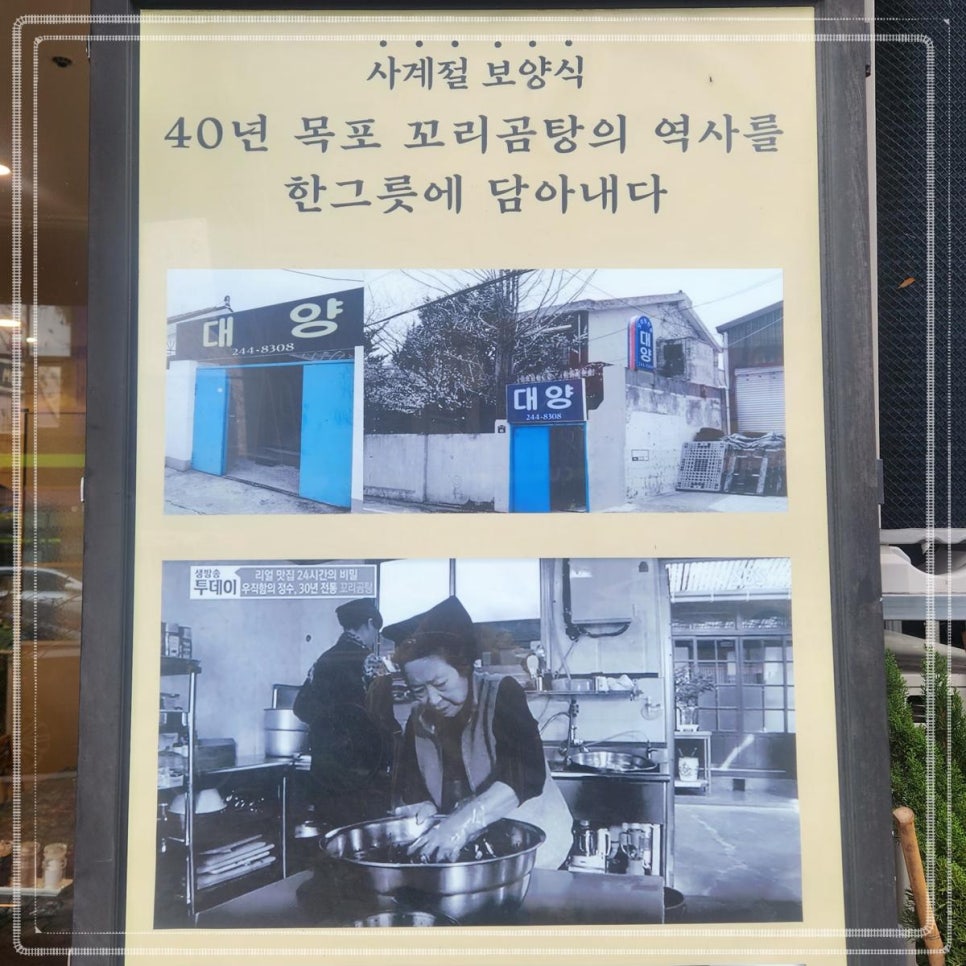 사계절 보양식
40년 목포 꼬리곰탕의 역사를
한그릇에 담아내다
대양
244-8308
대양
대양
244-8308
생방송
투데이
리얼 맛집 24시간의 비밀
우직함의 정수, 30년 전통 꼬리곰탕